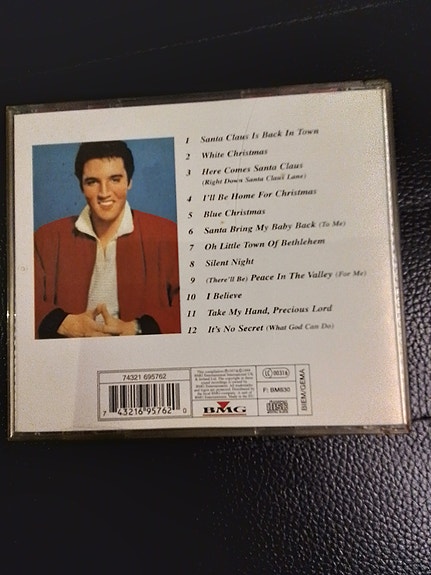 1 Santa Claus Is Back In Town
2 White Christmas
3 Here Comes Santa Claus
(Right Down Santa Claus Lane)
4 I'll Be Home For Christmas
5 Blue Christmas
6 Santa Bring My Baby Back (To Me)
7 Oh Little Town Of Bethlehem
8 Silent Night
9 (There'll Be) Peace In The Valley (For Me)
10 I Believe
11 Take My Hand, Precious Lord
12 It's No Secret (What God Can Do)
74321 695762
7 43216 95762 0
BMG
LC 00316
F: BM630
BIEM/GEMA